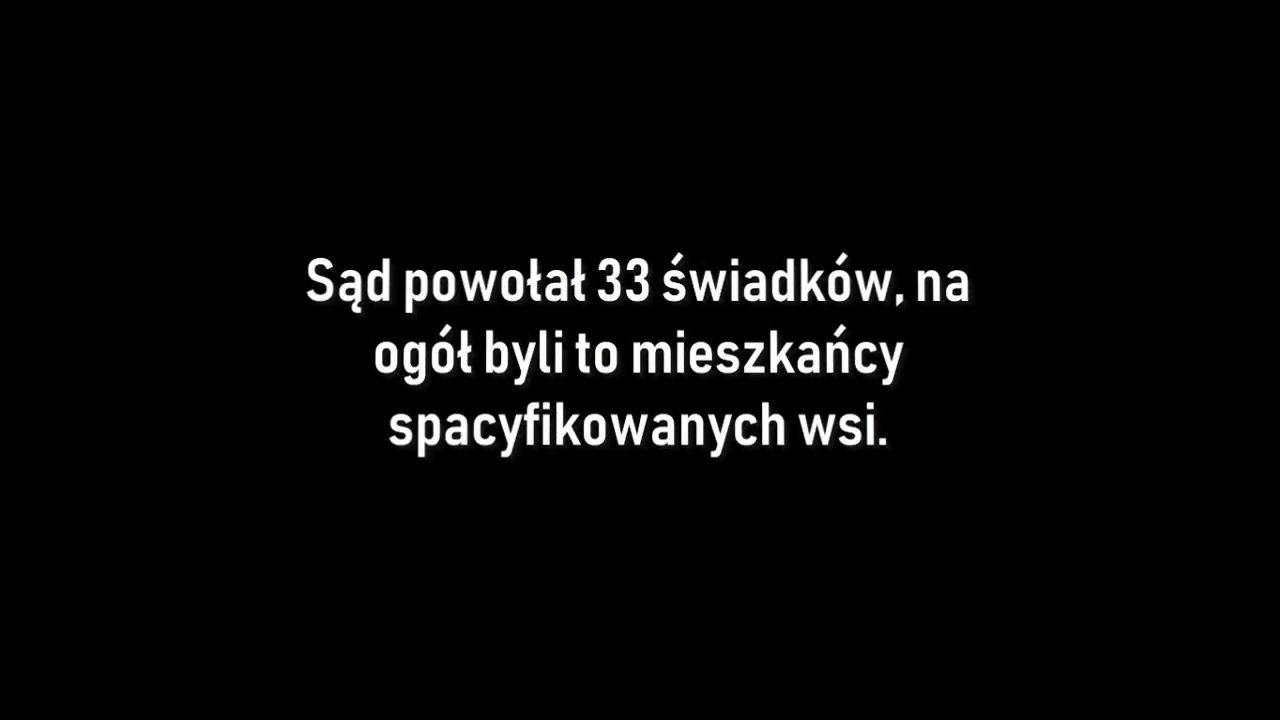 Sąd powołał 33 świadków, na
ogół byli to mieszkańcy
spacyfikowanych wsi.